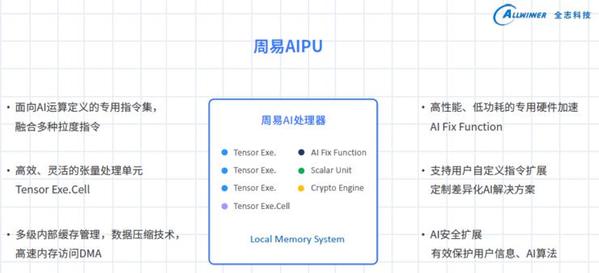 ALLWINNER 全志科技
周易AIPU
• 面向AI运算定义的专用指令集，
融合多种拉度指令
• 高效、灵活的张量处理单元
Tensor Exe.Cell
• 多级内部缓存管理，数据压缩技术，
高速内存访问DMA
周易AI处理器
Tensor Exe.
AI Fix Function
Tensor Exe.
Scalar Unit
Tensor Exe.
Crypto Engine
Tensor Exe.Cell
Local Memory System
• 高性能、低功耗的专用硬件加速
AI Fix Function
• 支持用户自定义指令扩展
定制差异化AI解决方案
• AI安全扩展
有效保护用户信息、AI算法